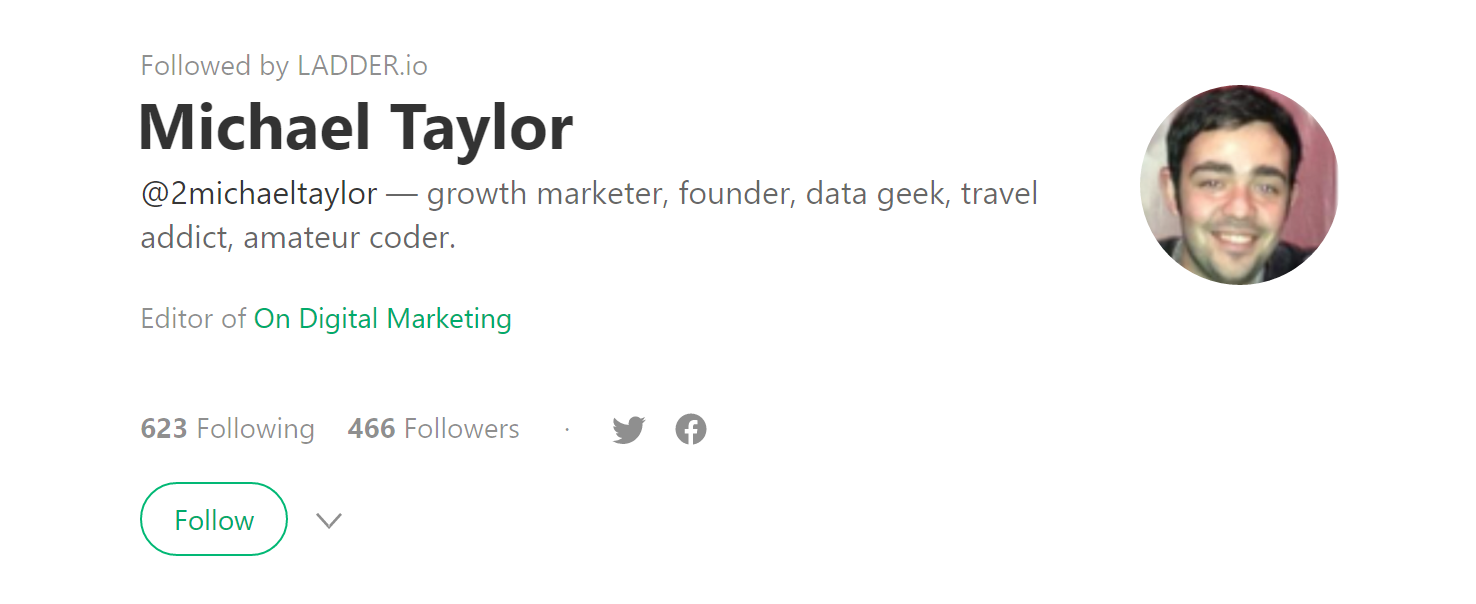 Followed by LADDER.io
Michael Taylor
@2michaeltaylor — growth marketer, founder, data geek, travel
addict, amateur coder.
Editor of On Digital Marketing
623 Following 466 Followers ·
Follow